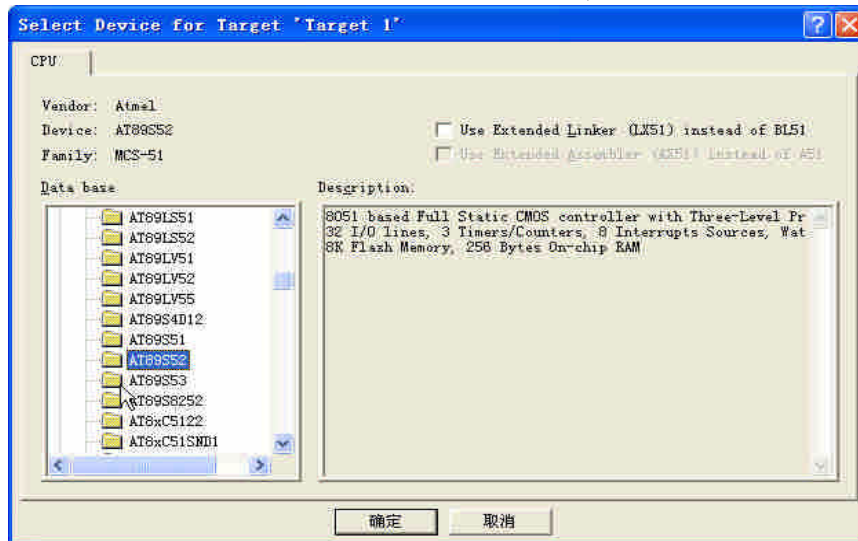 Select Device for Target 'Target 1'
CPU
Vendor: Atmel
Device: AT89S52
Family: MCS-51
Use Extended Linker (LX51) instead of BL51
Use Extended Assembler (AX51) instead of A51
Data base
Description:
AT89LS51
AT89LS52
AT89LV51
AT89LV52
AT89LV55
AT89S4D12
AT89S51
AT89S52
AT89S53
AT89S8252
AT8xC5122
AT8xC51SND1
8051 based Full Static CMOS controller with Three-Level Pr
32 I/O lines, 3 Timers/Counters, 8 Interrupts Sources, Wat
8K Flash Memory, 256 Bytes On-chip RAM
确定
取消